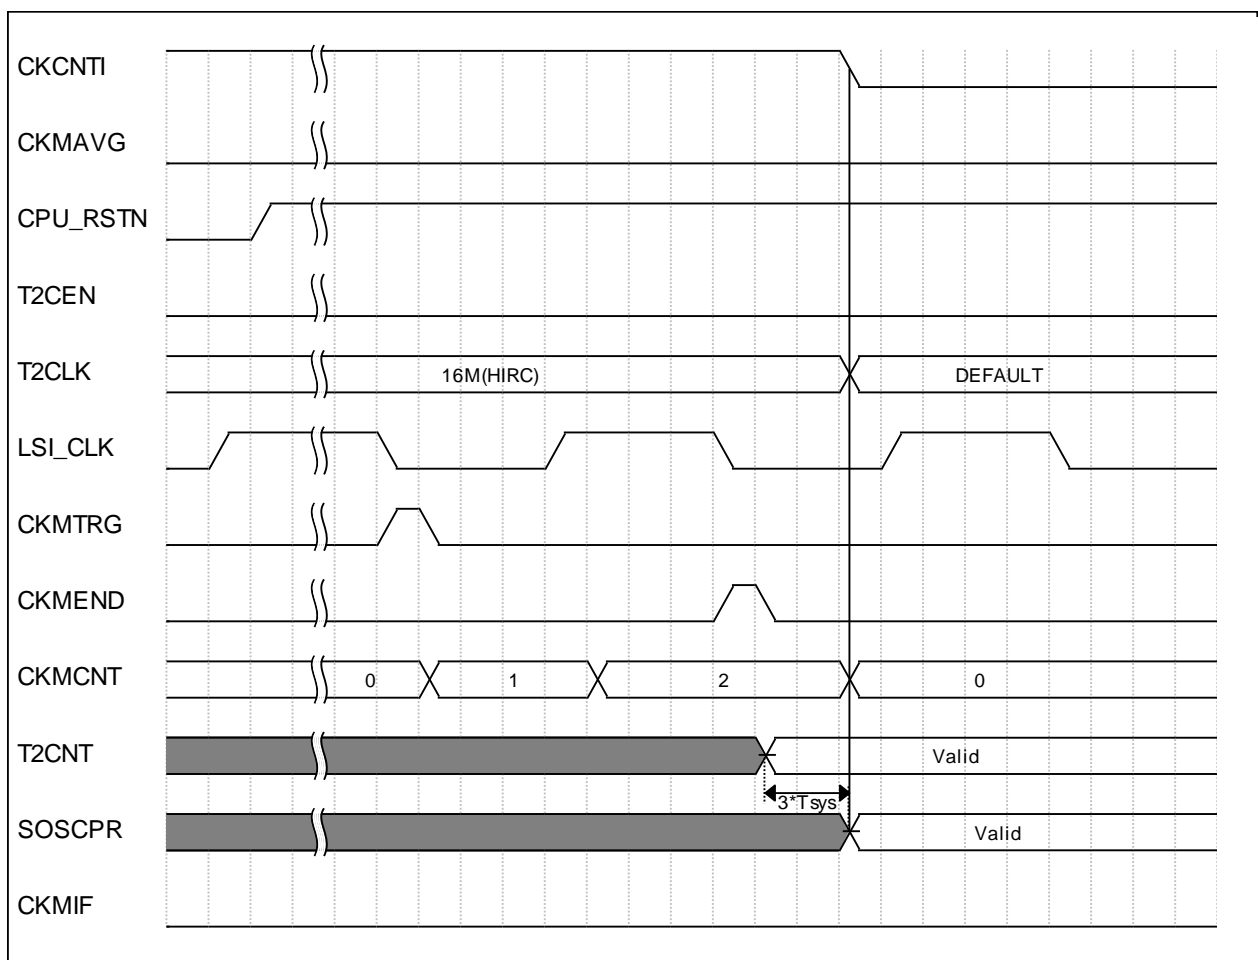 CKCNTI
CKMAVG
CPU_RSTN
T2CEN
T2CLK 16M(HIRC) DEFAULT
LSI_CLK
CKMTRG
CKMEND
CKMCNT 0 1 2 0
T2CNT Valid
3*Tsys
SOSCPR Valid
CKMIF